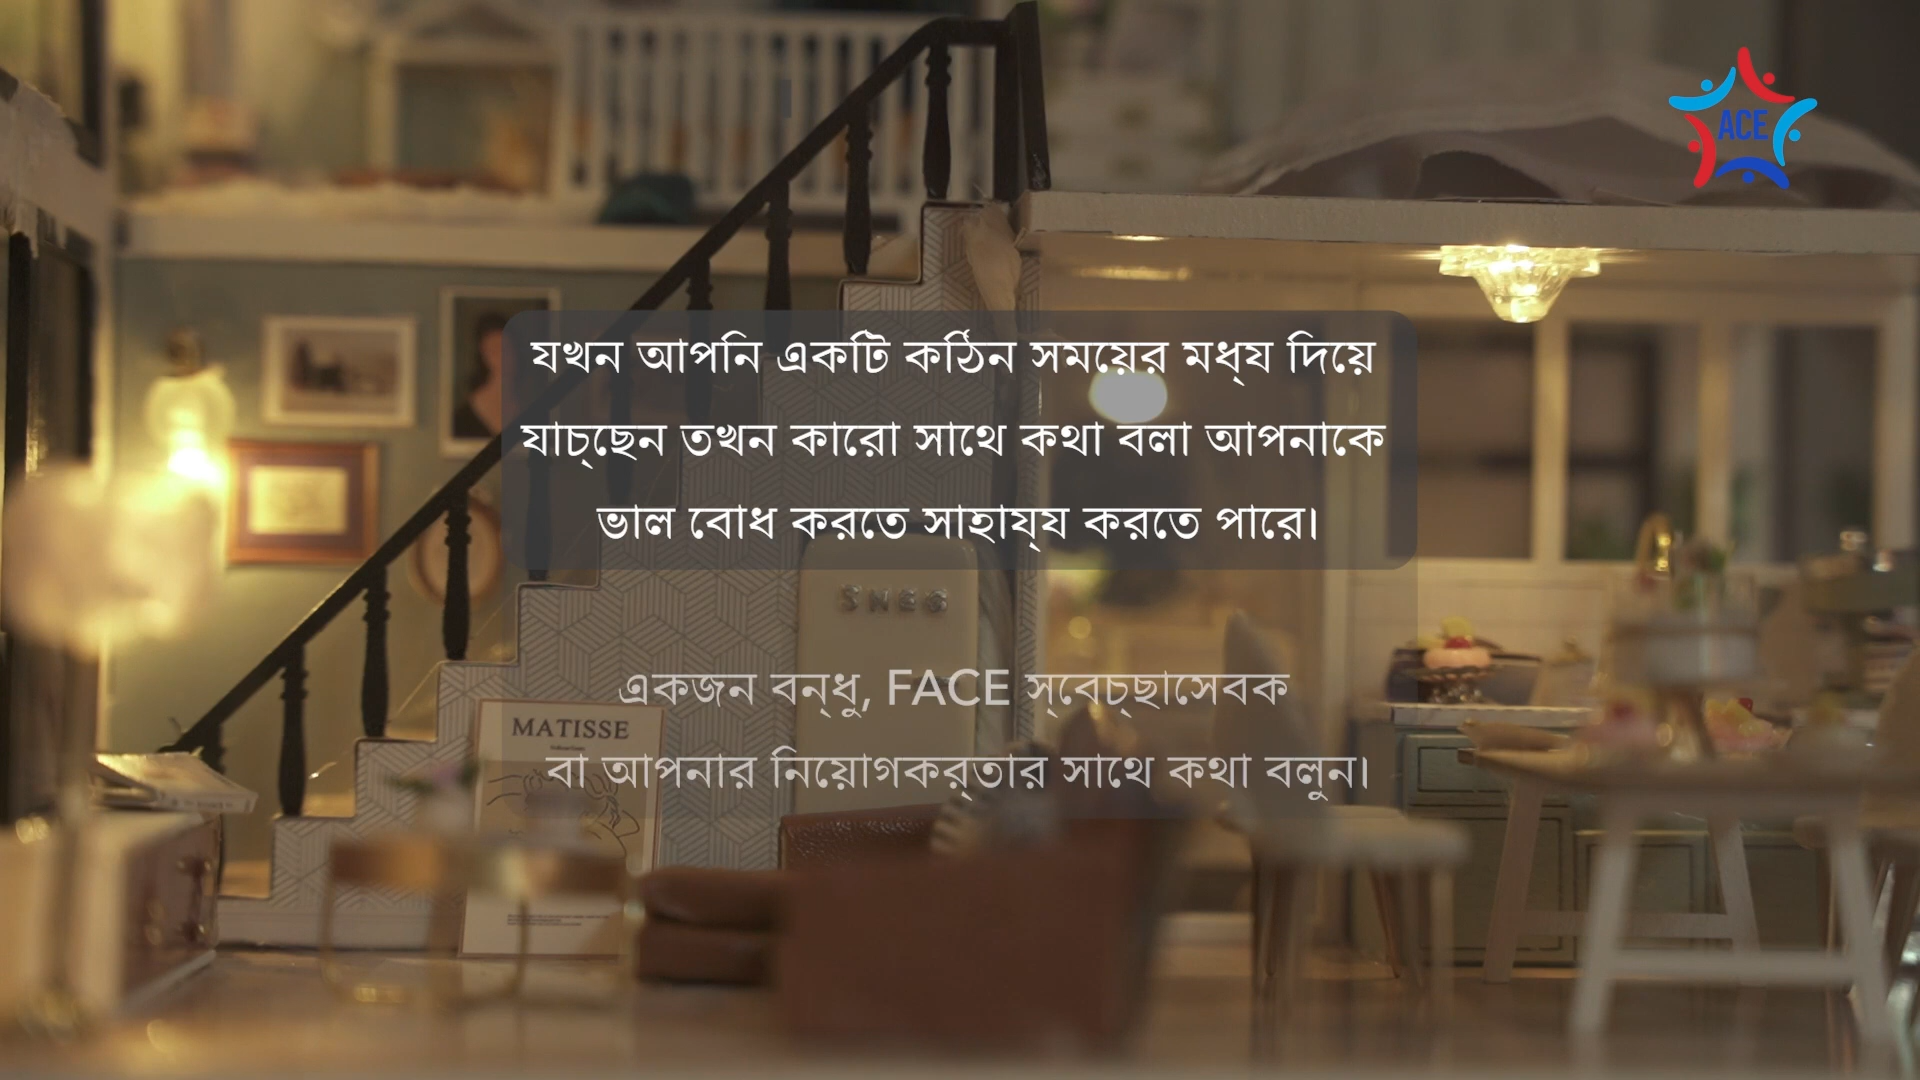 ACE
যখন আপনি একটি কঠিন সময়ের মধ্‌য দিয়ে
যাচ্‌ছেন তখন কারো সাথে কথা বলা আপনাকে
ভাল বোধ করতে সাহায্‌য করতে পারে।
SMEG
একজন বন্‌ধু, FACE স্‌বেচ্‌ছাসেবক
MATISSE
বা আপনার নিয়োগকর্‌তার সাথে কথা বলুন।